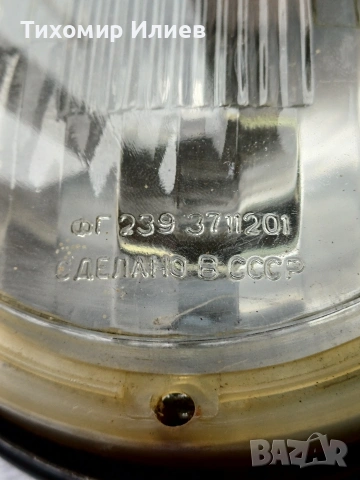 Тихомир Илиев
ФГ 239 3711201
СДЕЛАНО В СССР
BAZAR